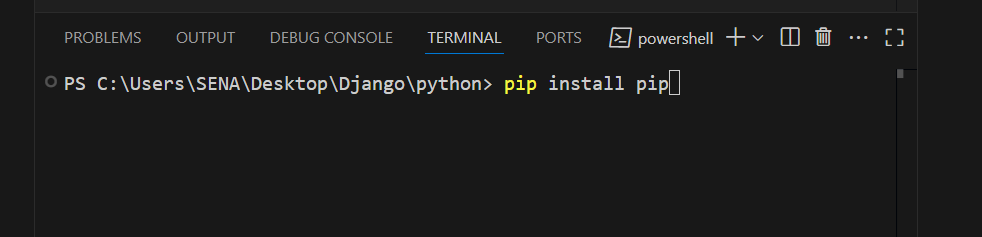 PROBLEMS OUTPUT DEBUG CONSOLE TERMINAL PORTS powershell
PS C:\Users\SENA\Desktop\Django\python> pip install pip